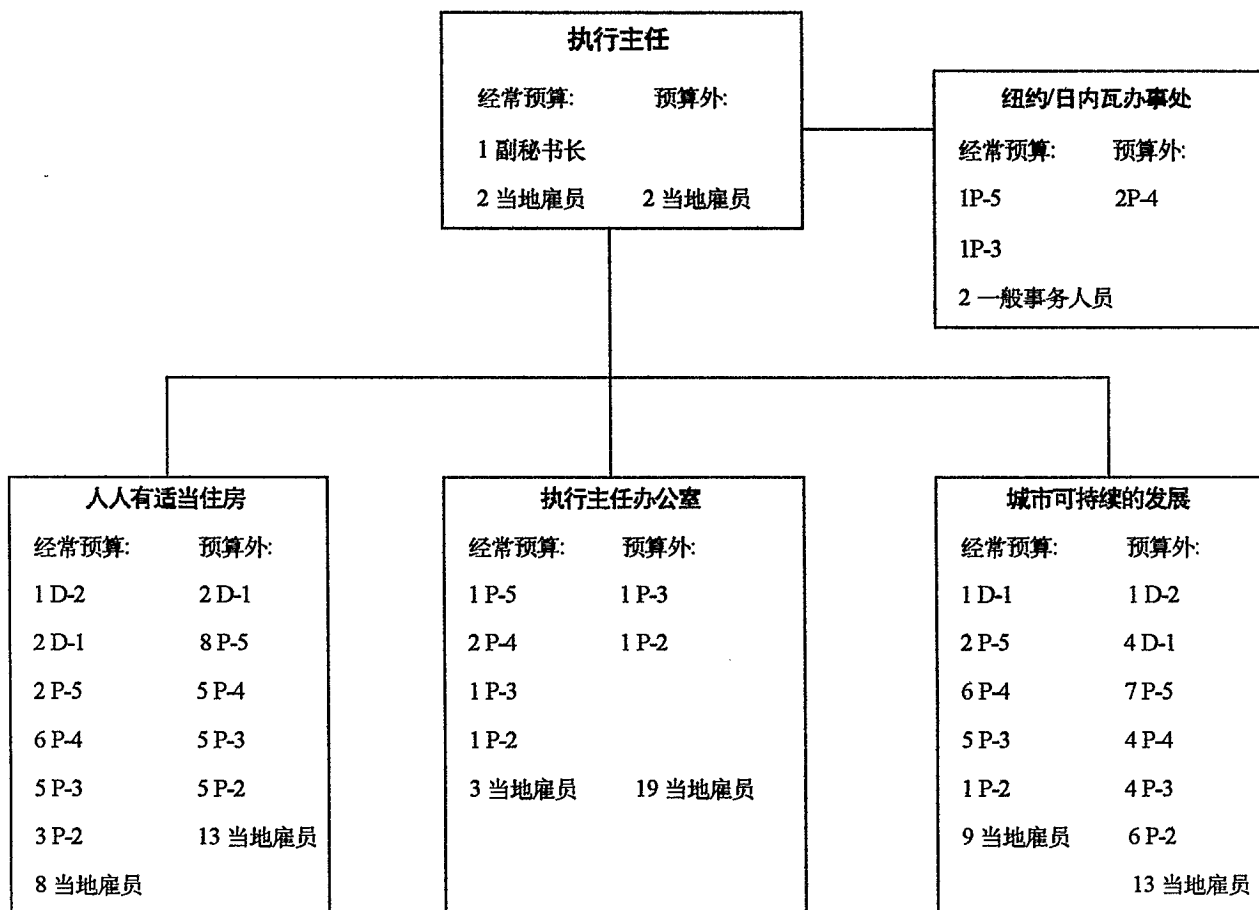 执行主任
经常预算: 预算外:
1 副秘书长
2 当地雇员 2 当地雇员
纽约/日内瓦办事处
经常预算: 预算外:
1P-5 2P-4
1P-3
2 一般事务人员
人人有适当住房
经常预算: 预算外:
1 D-2 2 D-1
2 D-1 8 P-5
2 P-5 5 P-4
6 P-4 5 P-3
5 P-3 5 P-2
3 P-2 13 当地雇员
8 当地雇员
执行主任办公室
经常预算: 预算外:
1 P-5 1 P-3
2 P-4 1 P-2
1 P-3
1 P-2
3 当地雇员 19 当地雇员
城市可持续的发展
经常预算: 预算外:
1 D-1 1 D-2
2 P-5 4 D-1
6 P-4 7 P-5
5 P-3 4 P-4
1 P-2 4 P-3
9 当地雇员 6 P-2
13 当地雇员